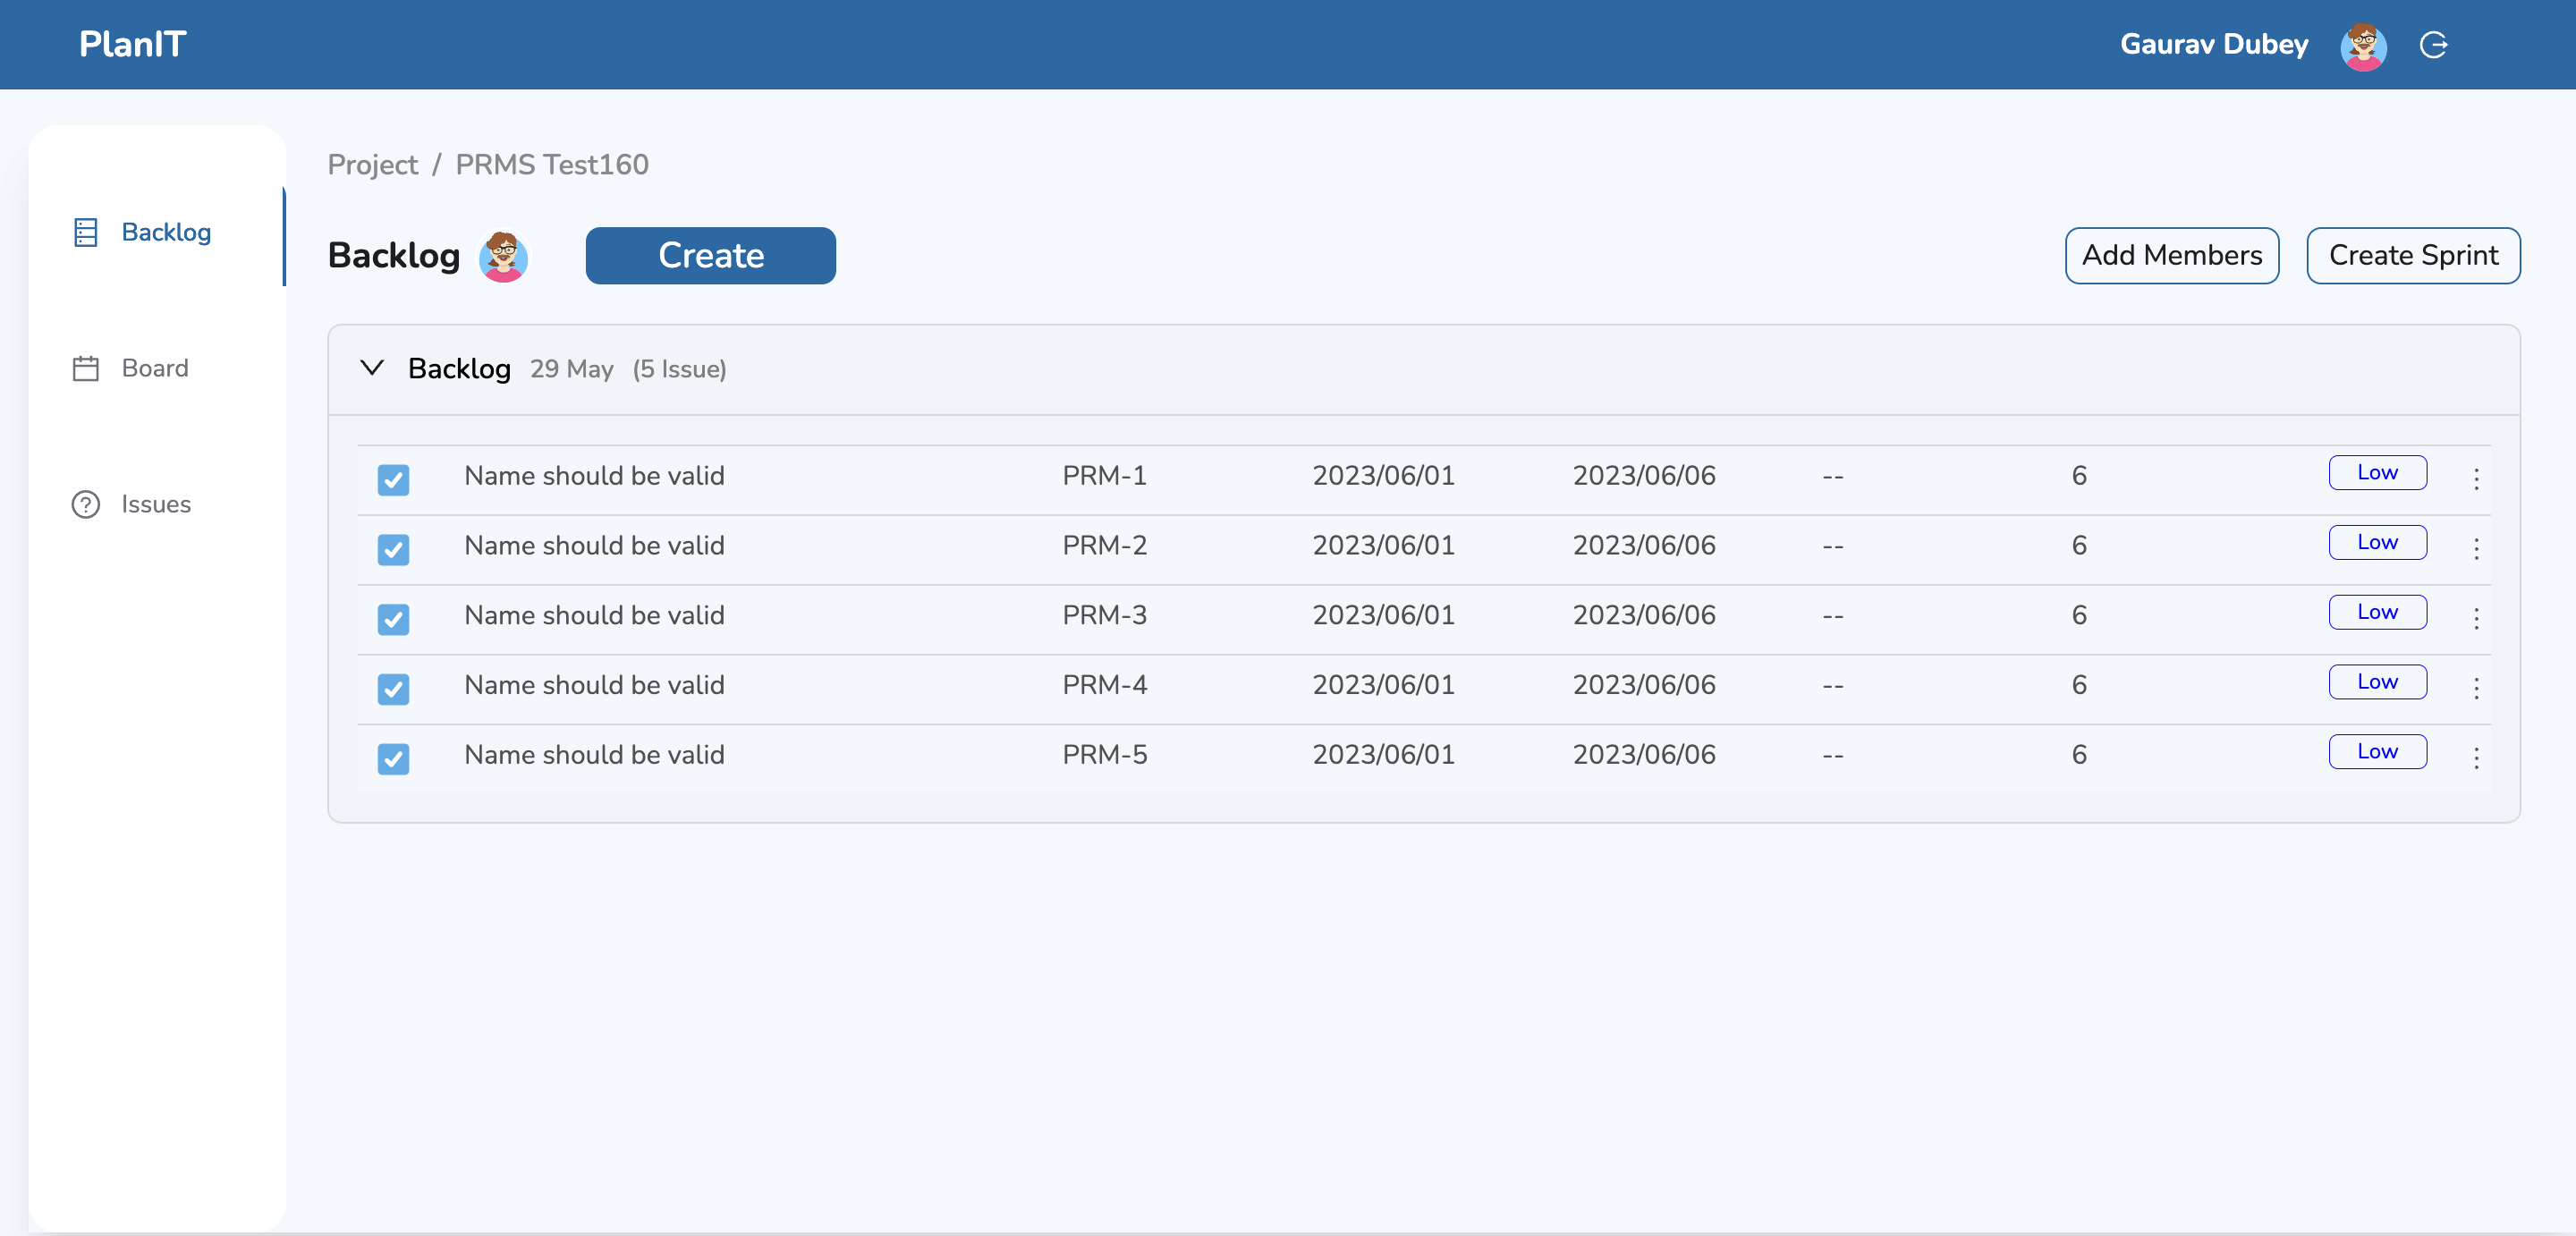 PlanIT Gaurav Dubey
Project / PRMS Test160
Backlog
Board
Issues
Backlog Create Add Members Create Sprint
Backlog 29 May (5 Issue)
Name should be valid PRM-1 2023/06/01 2023/06/06 -- 6 Low
Name should be valid PRM-2 2023/06/01 2023/06/06 -- 6 Low
Name should be valid PRM-3 2023/06/01 2023/06/06 -- 6 Low
Name should be valid PRM-4 2023/06/01 2023/06/06 -- 6 Low
Name should be valid PRM-5 2023/06/01 2023/06/06 -- 6 Low